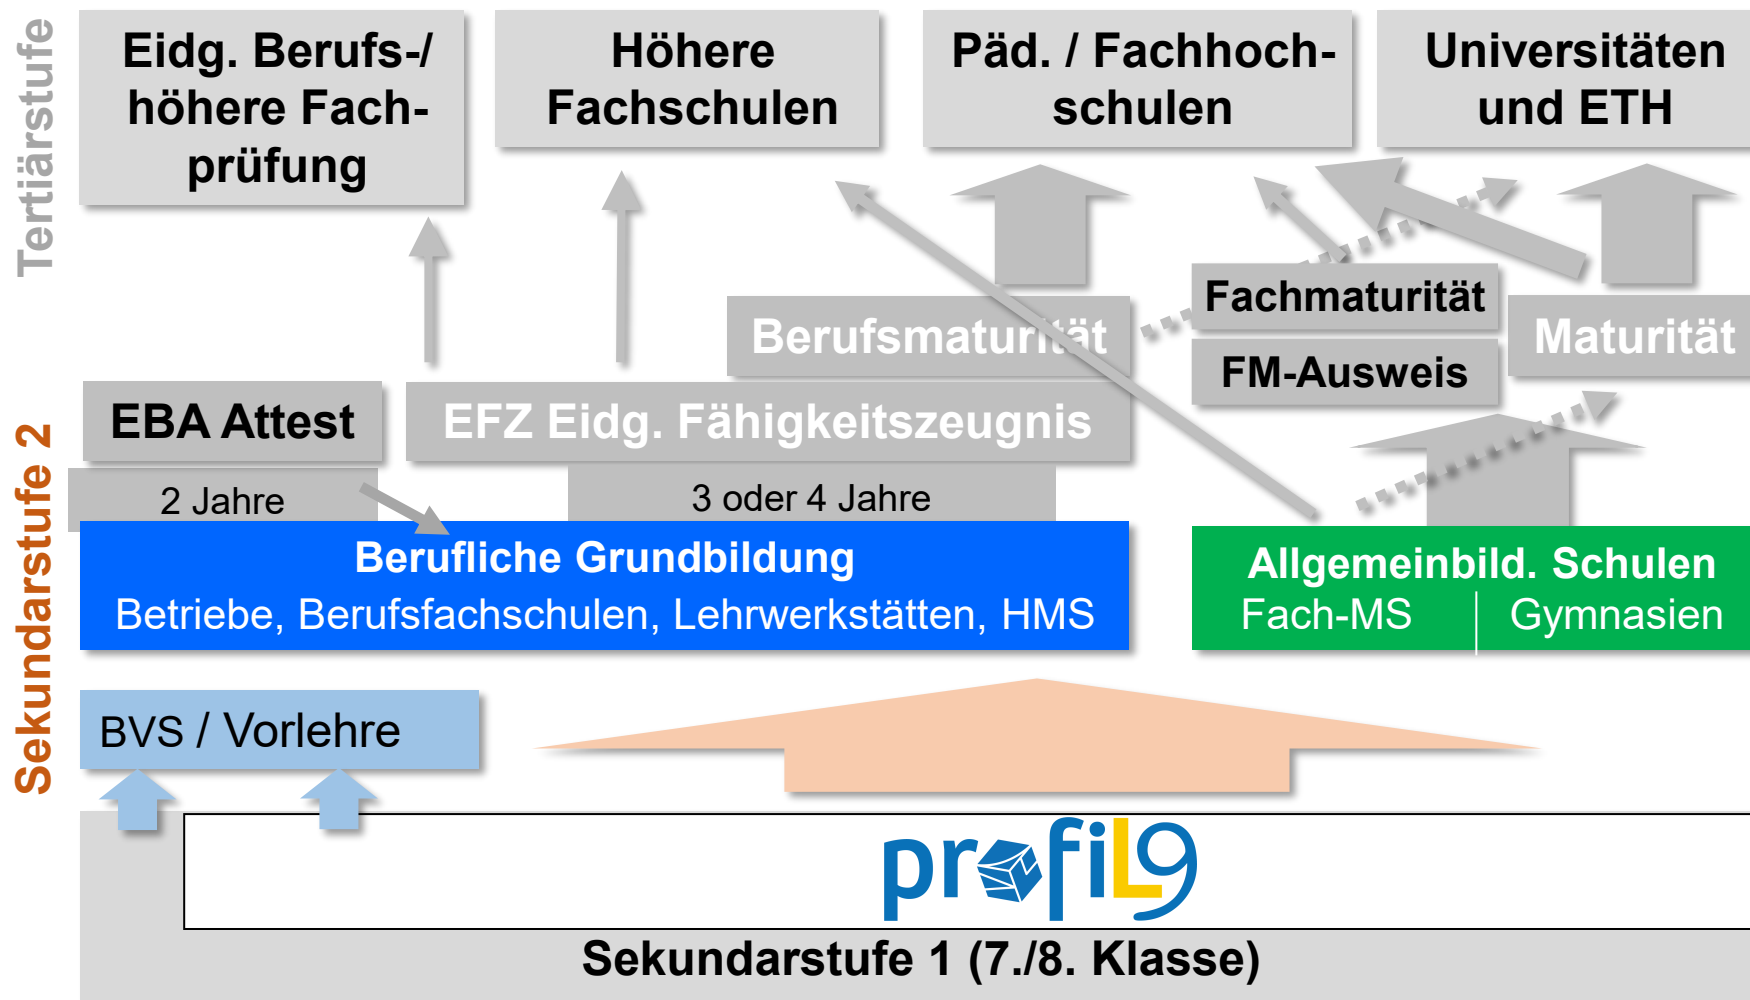 Tertiärstufe
Eidg. Berufs-/
höhere Fach-
prüfung
Höhere
Fachschulen
Päd. / Fachhoch-
schulen
Universitäten
und ETH
Fachmaturität
Berufsmaturität
Maturität
FM-Ausweis
Sekundarstufe 2
EBA Attest
EFZ Eidg. Fähigkeitszeugnis
2 Jahre
3 oder 4 Jahre
Berufliche Grundbildung
Betriebe, Berufsfachschulen, Lehrwerkstätten, HMS
Allgemeinbild. Schulen
Fach-MS
Gymnasien
BVS / Vorlehre
profiL9
Sekundarstufe 1 (7./8. Klasse)